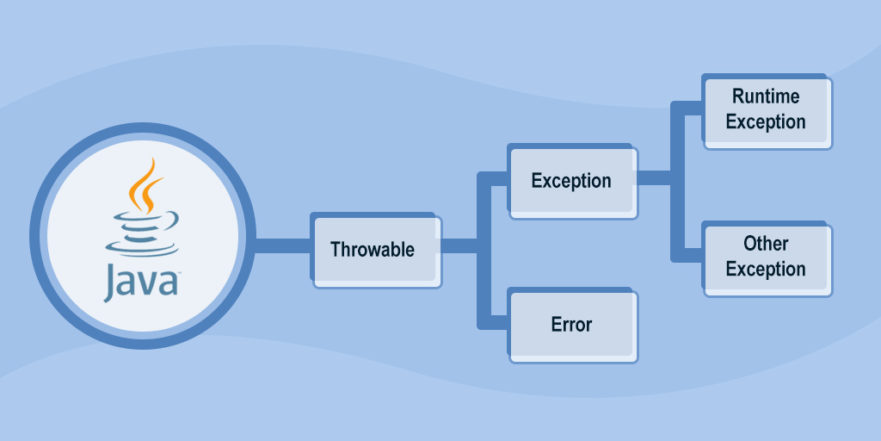 Java
Throwable
Exception
Error
Runtime
Exception
Other
Exception